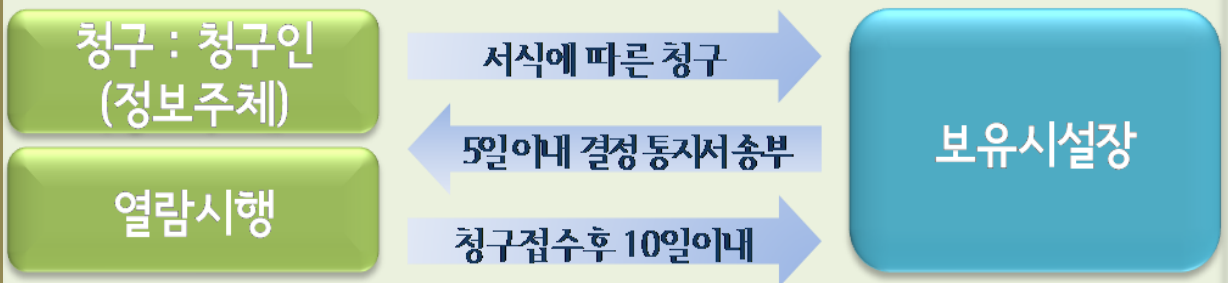 청구 : 청구인
(정보주체)
서식에 따른 청구
보유시설장
5일이내 결정 통지서 송부
열람시행
청구접수후 10일이내